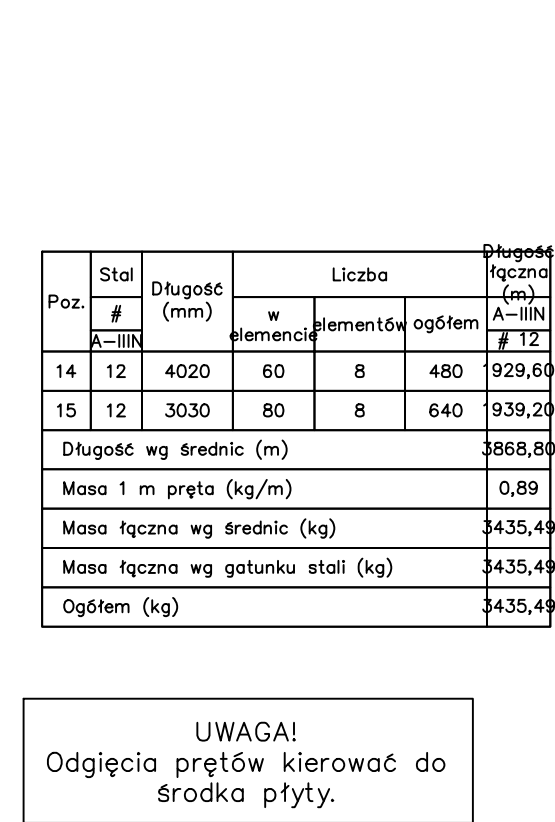 Poz.
Stal
#
A-IIIN
Długość
(mm)
Liczba
w
elemencie
elementów
ogółem
Długość
łączna
(m)
A-IIIN
# 12
14 12 4020 60 8 480 1929,60
15 12 3030 80 8 640 1939,20
Długość wg średnic (m) 3868,80
Masa 1 m pręta (kg/m) 0,89
Masa łączna wg średnic (kg) 3435,49
Masa łączna wg gatunku stali (kg) 3435,49
Ogółem (kg) 3435,49
UWAGA!
Odgięcia prętów kierować do
środka płyty.